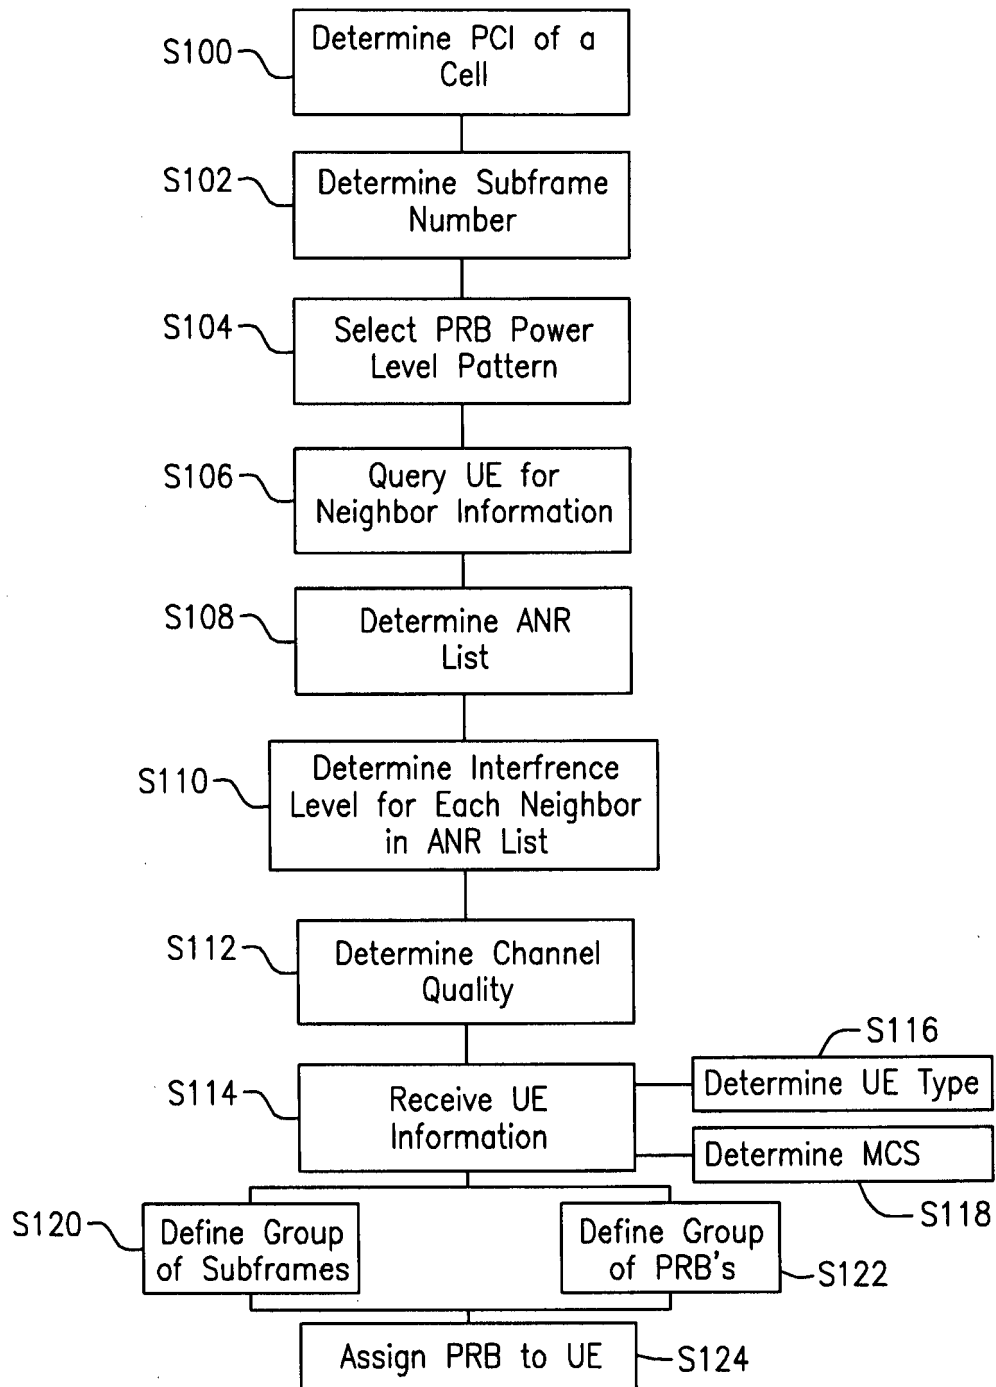 S100
Determine PCI of a
Cell
S102
Determine Subframe
Number
S104
Select PRB Power
Level Pattern
S106
Query UE for
Neighbor Information
S108
Determine ANR
List
S110
Determine Interfrence
Level for Each Neighbor
in ANR List
S112
Determine Channel
Quality
S114
Receive UE
Information
S116
Determine UE Type
Determine MCS
S118
S120
Define Group
of Subframes
Define Group
of PRB's
S122
Assign PRB to UE
S124